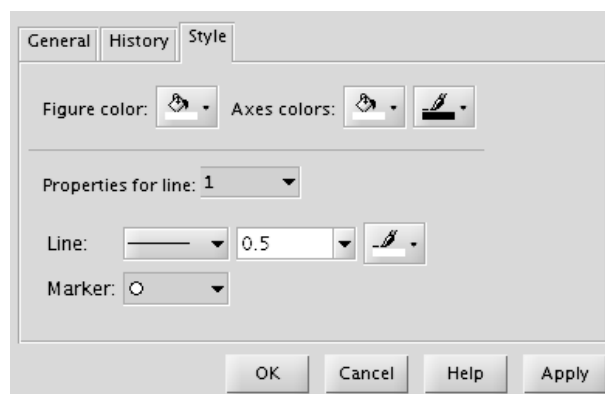 General History Style
Figure color: Axes colors:
Properties for line: 1
Line: 0.5
Marker:
OK Cancel Help Apply